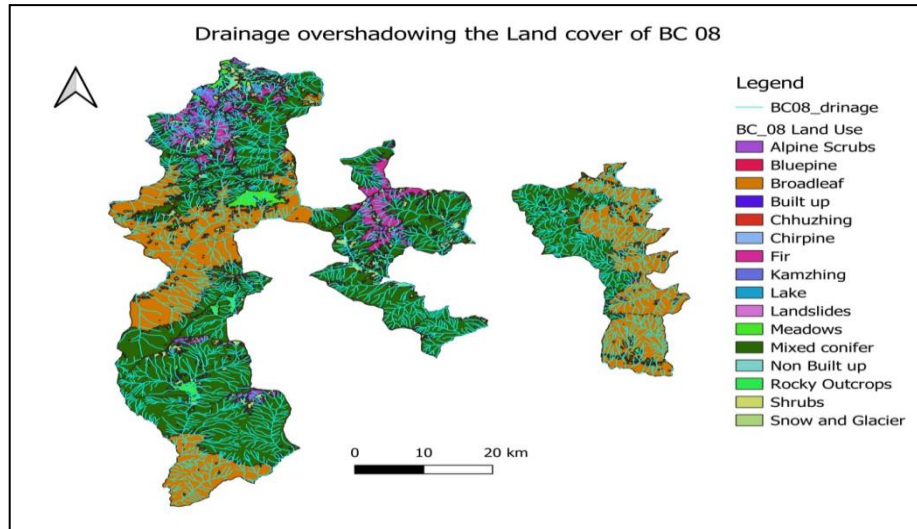 Drainage overshadowing the Land cover of BC 08
Legend
BC08_drinage
BC_08 Land Use
Alpine Scrubs
Bluepine
Broadleaf
Built up
Chhuzhing
Chirpine
Fir
Kamzhing
Lake
Landslides
Meadows
Mixed conifer
Non Built up
Rocky Outcrops
Shrubs
Snow and Glacier
0 10 20 km